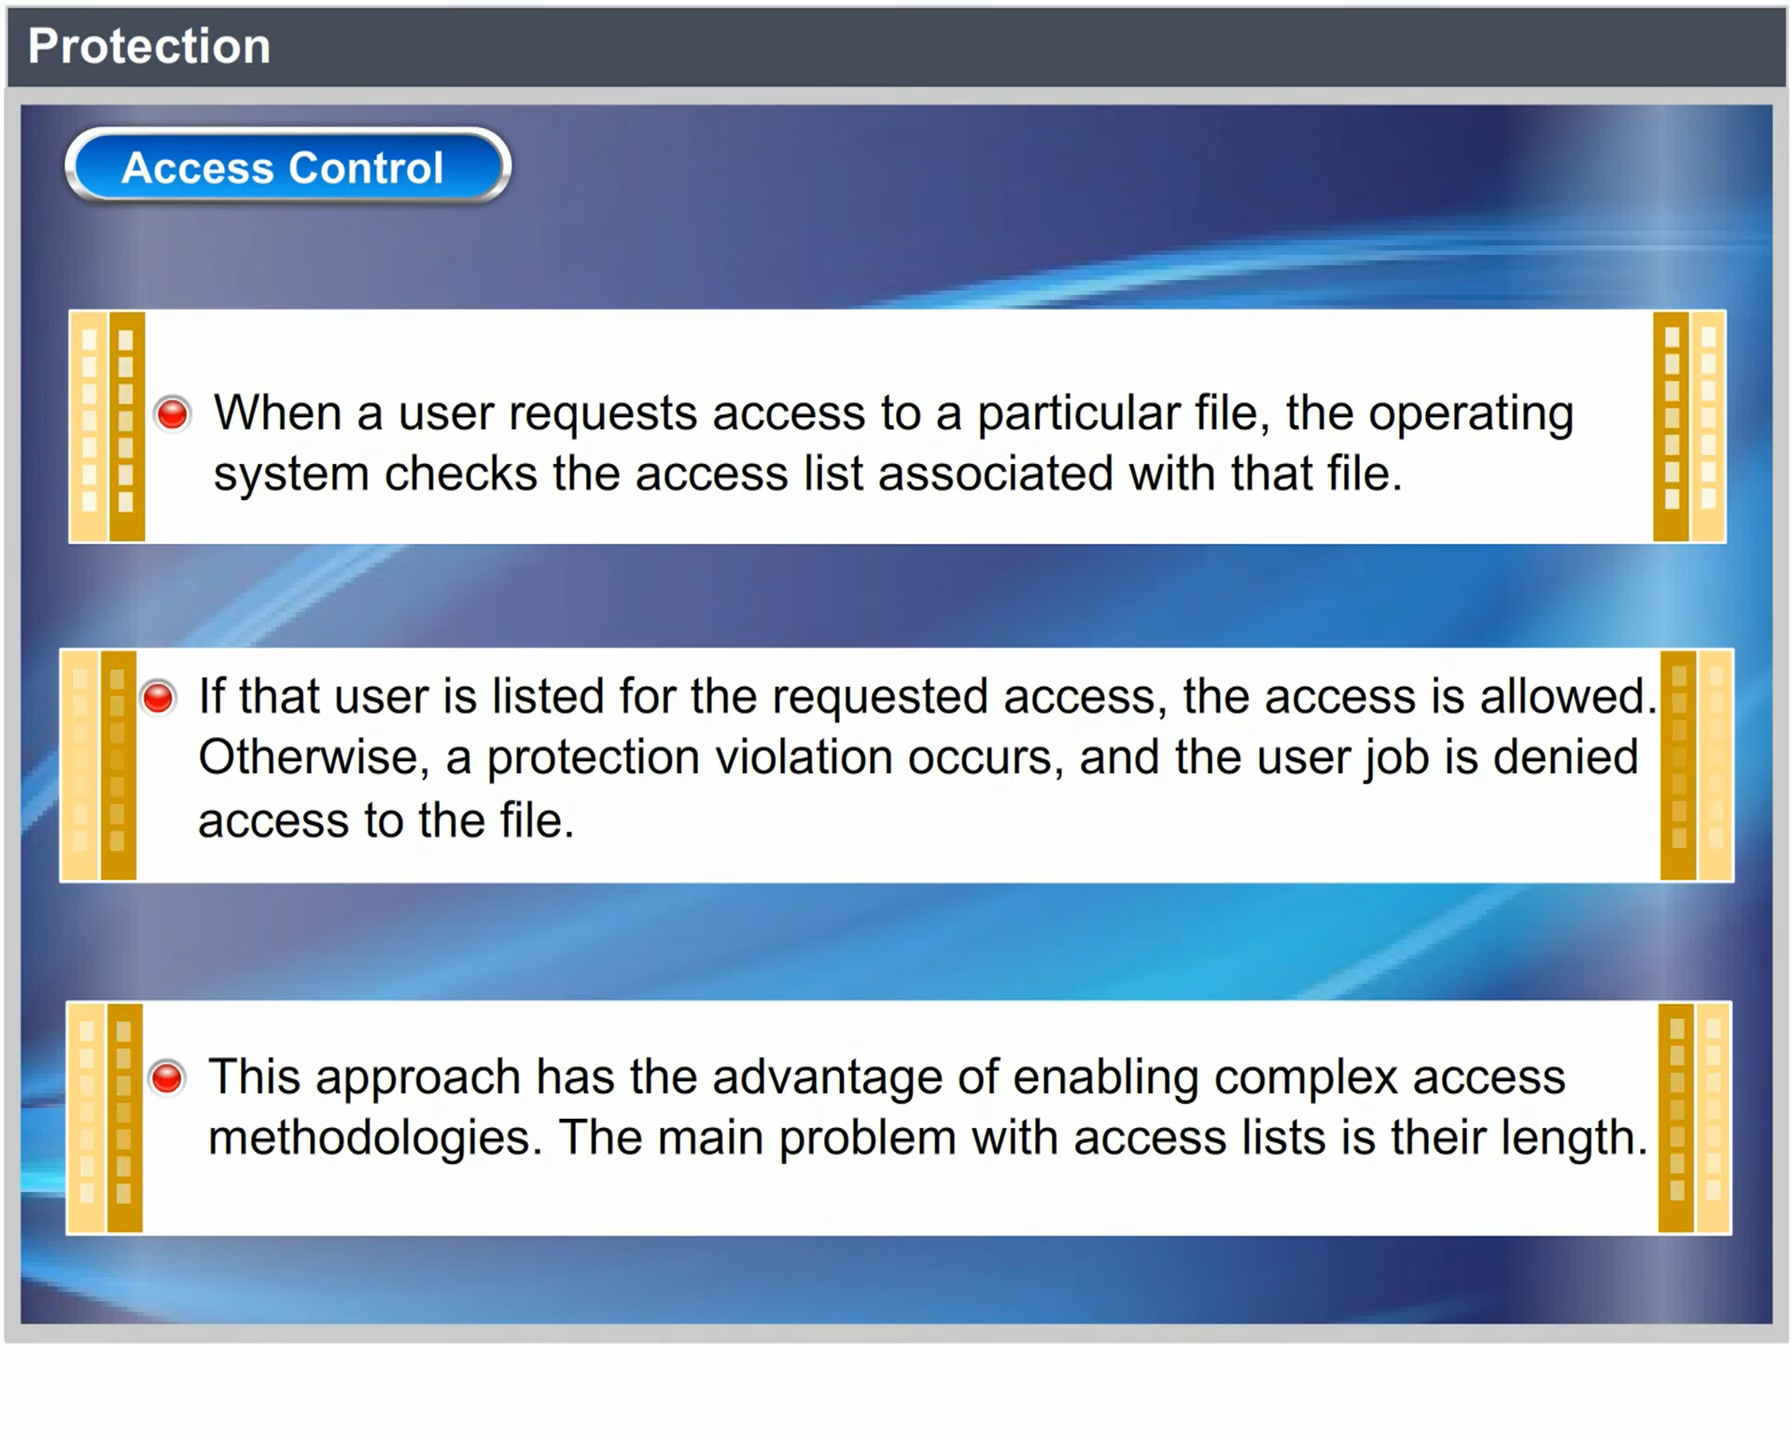 Protection
Access Control
When a user requests access to a particular file, the operating
system checks the access list associated with that file.
If that user is listed for the requested access, the access is allowed.
Otherwise, a protection violation occurs, and the user job is denied
access to the file.
This approach has the advantage of enabling complex access
methodologies. The main problem with access lists is their length.